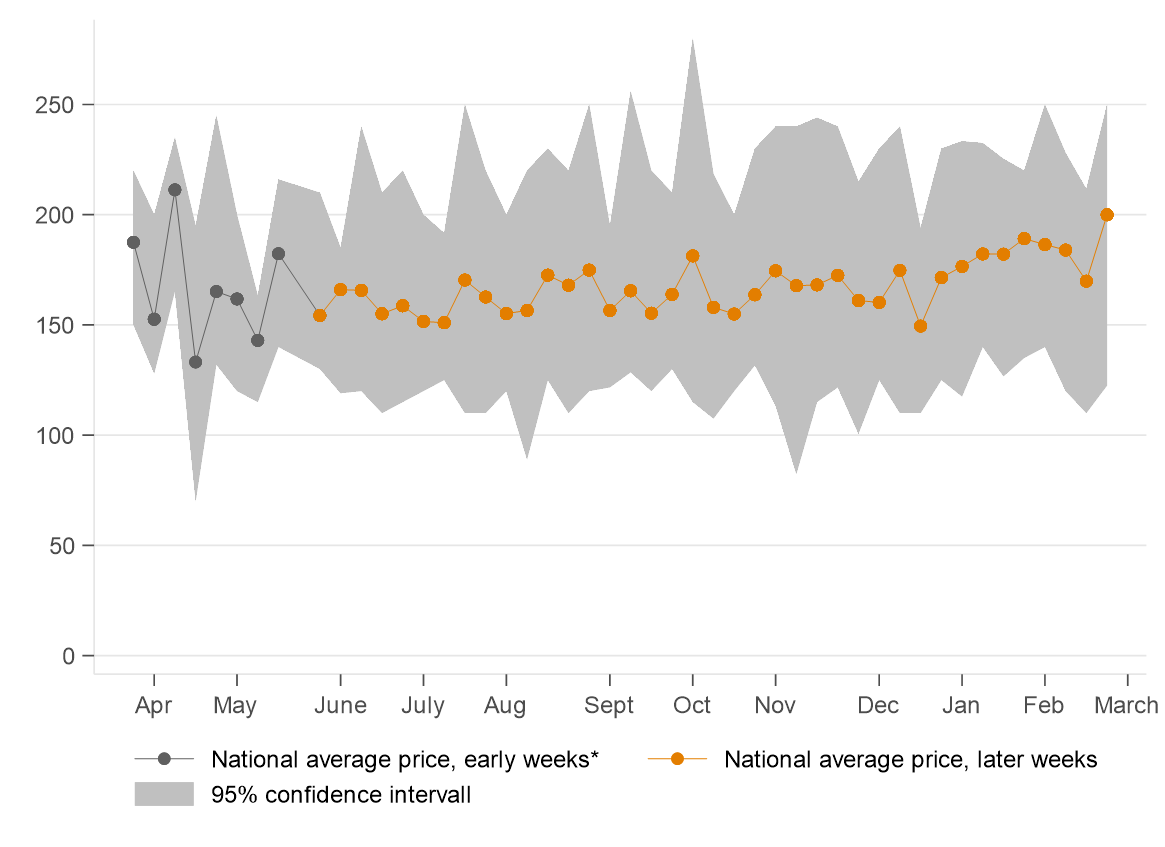 250
200
150
100
50
0
Apr May June July Aug Sept Oct Nov Dec Jan Feb March
National average price, early weeks* National average price, later weeks
95% confidence intervall